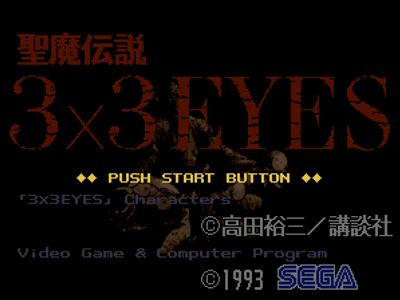 聖魔伝説
3×3EYES
◆◆ PUSH START BUTTON ◆◆
「3x3EYES」 Characters
©高田裕三／講談社
Video Game & Computer Program
©1993 SEGA